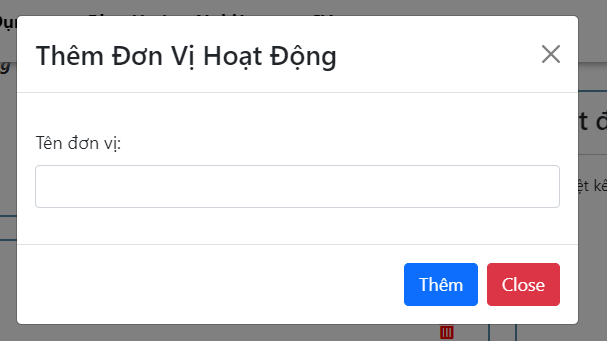 Thêm Đơn Vị Hoạt Động
Tên đơn vị:
Thêm
Close